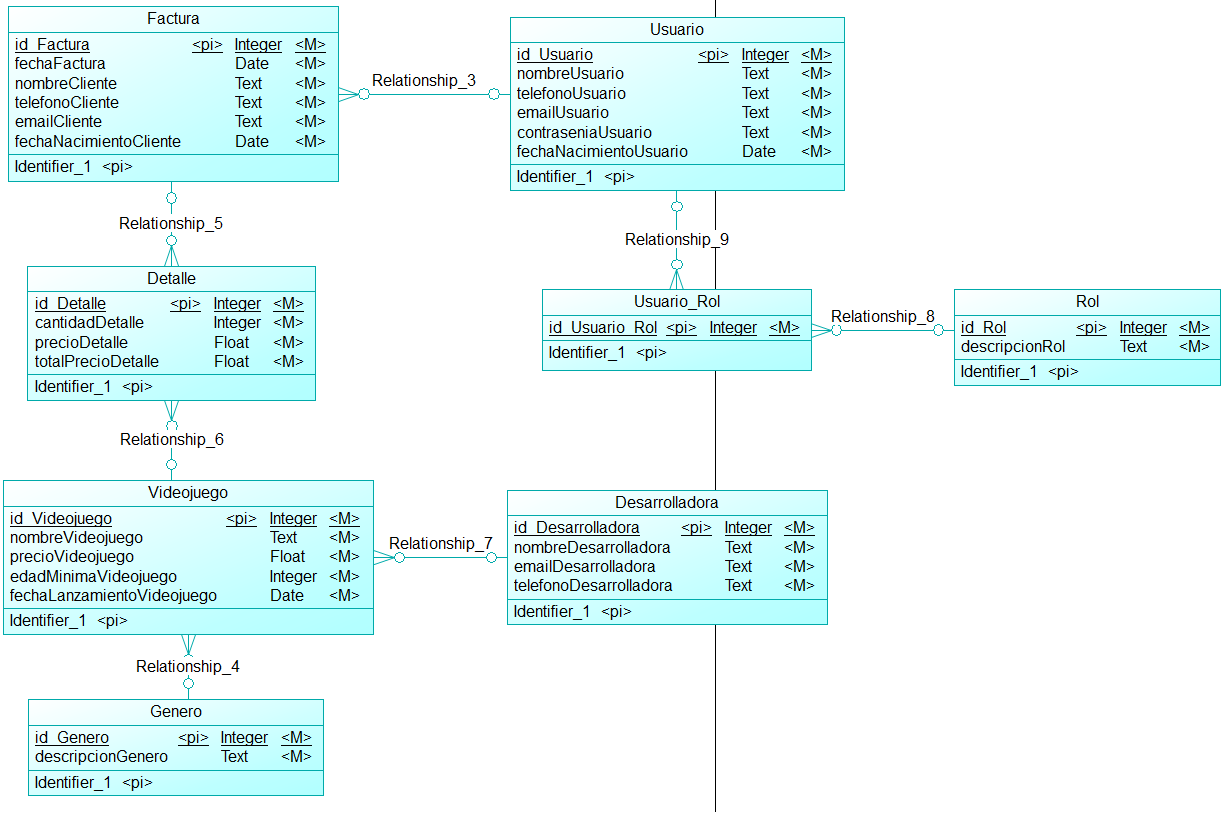 Factura
id_Factura <pi> Integer <M>
fechaFactura Date <M>
nombreCliente Text <M>
telefonoCliente Text <M>
emailCliente Text <M>
fechaNacimientoCliente Date <M>
Identifier_1 <pi>
Relationship_3
Usuario
id_Usuario <pi> Integer <M>
nombreUsuario Text <M>
telefonoUsuario Text <M>
emailUsuario Text <M>
contraseniaUsuario Text <M>
fechaNacimientoUsuario Date <M>
Identifier_1 <pi>
Relationship_5
Relationship_9
Detalle
id_Detalle <pi> Integer <M>
cantidadDetalle Integer <M>
precioDetalle Float <M>
totalPrecioDetalle Float <M>
Identifier_1 <pi>
Usuario_Rol
id_Usuario_Rol <pi> Integer <M>
Identifier_1 <pi>
Relationship_8
Rol
id_Rol <pi> Integer <M>
descripcionRol Text <M>
Identifier_1 <pi>
Relationship_6
Videojuego
id_Videojuego <pi> Integer <M>
nombreVideojuego Text <M>
precioVideojuego Float <M>
edadMinimaVideojuego Integer <M>
fechaLanzamientoVideojuego Date <M>
Identifier_1 <pi>
Relationship_7
Desarrolladora
id_Desarrolladora <pi> Integer <M>
nombreDesarrolladora Text <M>
emailDesarrolladora Text <M>
telefonoDesarrolladora Text <M>
Identifier_1 <pi>
Relationship_4
Genero
id_Genero <pi> Integer <M>
descripcionGenero Text <M>
Identifier_1 <pi>